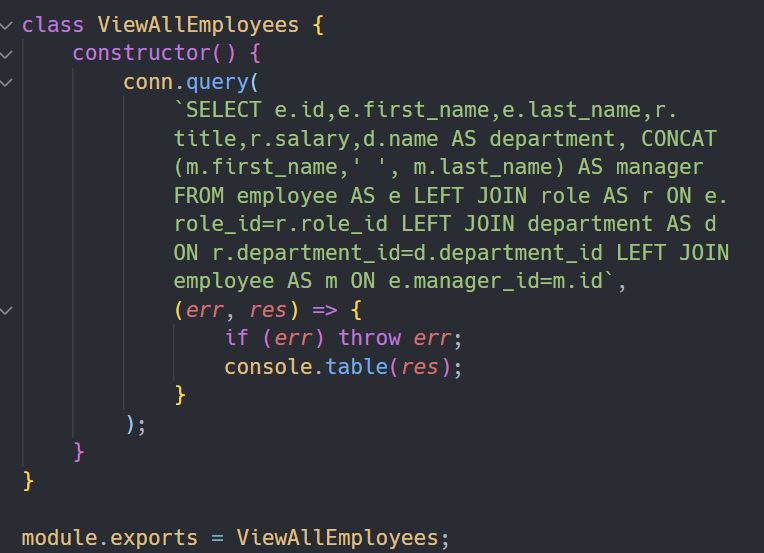 class ViewAllEmployees {
constructor() {
conn.query(
`SELECT e.id,e.first_name,e.last_name,r.
title,r.salary,d.name AS department, CONCAT
(m.first_name,' ', m.last_name) AS manager
FROM employee AS e LEFT JOIN role AS r ON e.
role_id=r.role_id LEFT JOIN department AS d
ON r.department_id=d.department_id LEFT JOIN
employee AS m ON e.manager_id=m.id`,
(err, res) => {
if (err) throw err;
console.table(res);
}
);
}
}
module.exports = ViewAllEmployees;